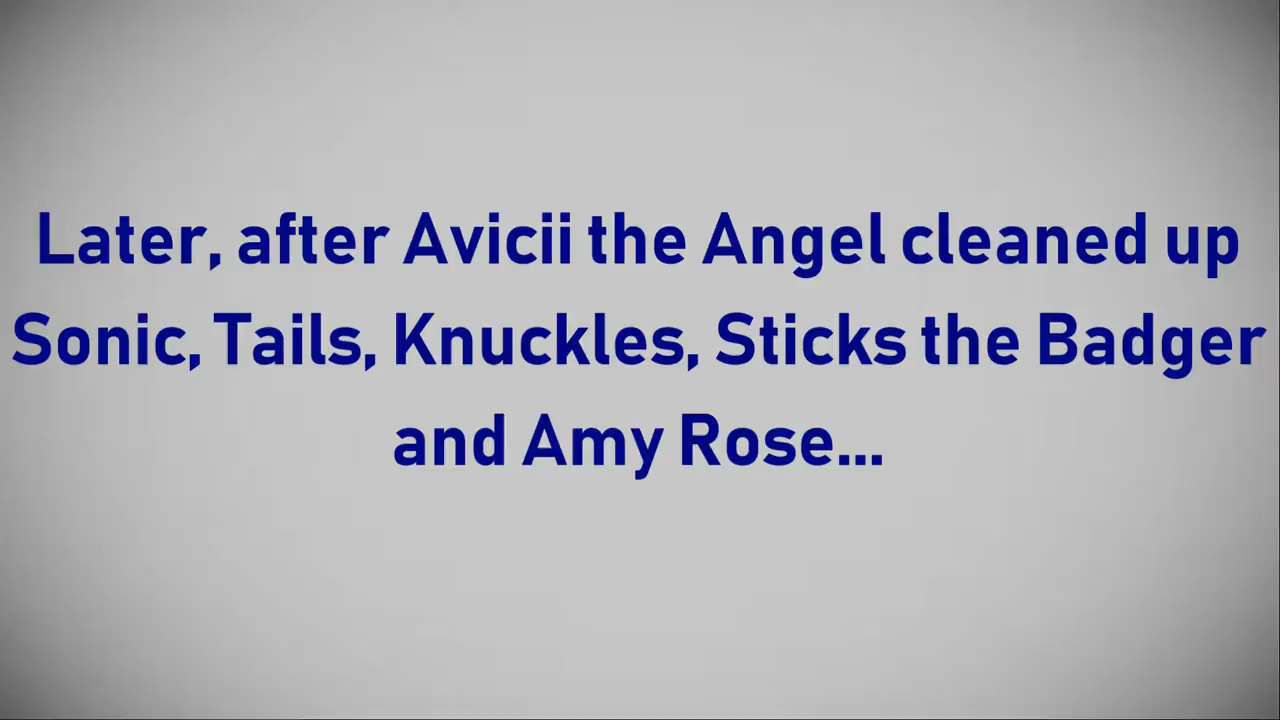 Later, after Avicii the Angel cleaned up
Sonic, Tails, Knuckles, Sticks the Badger
and Amy Rose...